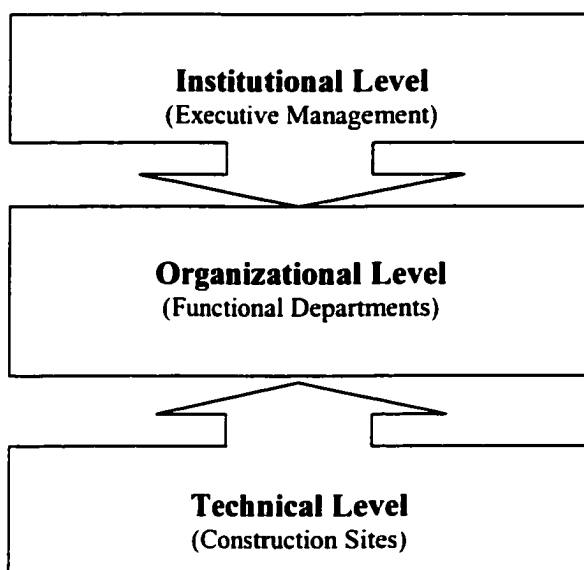 Institutional Level
(Executive Management)
Organizational Level
(Functional Departments)
Technical Level
(Construction Sites)